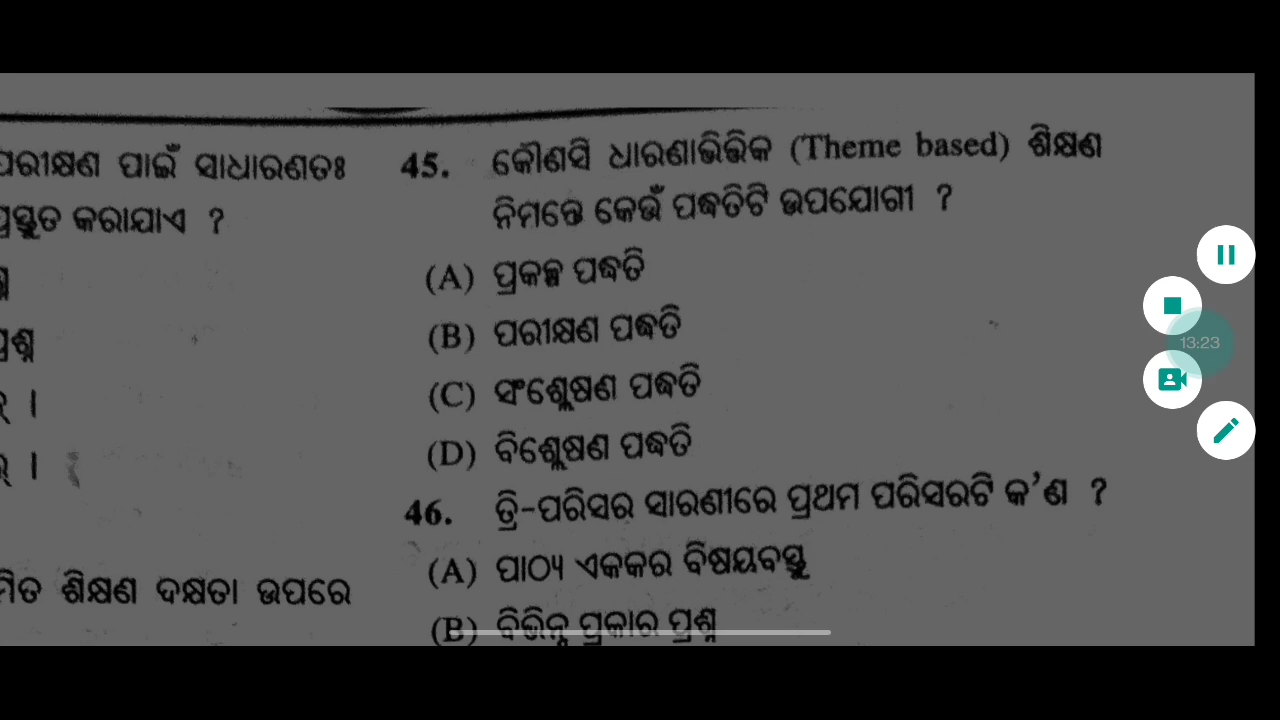 ପରୀକ୍ଷଣ ପାଇଁ ସାଧାରଣତଃ
ପ୍ରସ୍ତୁତ କରାଯାଏ ?
ପ୍ରଶ୍ନ
ମିତ ଶିକ୍ଷଣ ଦକ୍ଷତା ଉପରେ
45. କୌଣସି ଧାରଣାଭିତ୍ତିକ (Theme based) ଶିକ୍ଷଣ
ନିମନ୍ତେ କେଉଁ ପଦ୍ଧତିଟି ଉପଯୋଗୀ ?
(A) ପ୍ରକଳ୍ପ ପଦ୍ଧତି
(B) ପରୀକ୍ଷଣ ପଦ୍ଧତି
(C) ସଂଶ୍ଳେଷଣ ପଦ୍ଧତି
(D) ବିଶ୍ଳେଷଣ ପଦ୍ଧତି
46. ତ୍ରି-ପରିସର ସାରଣୀରେ ପ୍ରଥମ ପରିସରଟି କ'ଣ ?
(A) ପାଠ୍ୟ ଏକକର ବିଷୟବସ୍ତୁ
(B) ବିଭିନ୍ନ ପ୍ରକାର ପ୍ରଶ୍ନ
13:23